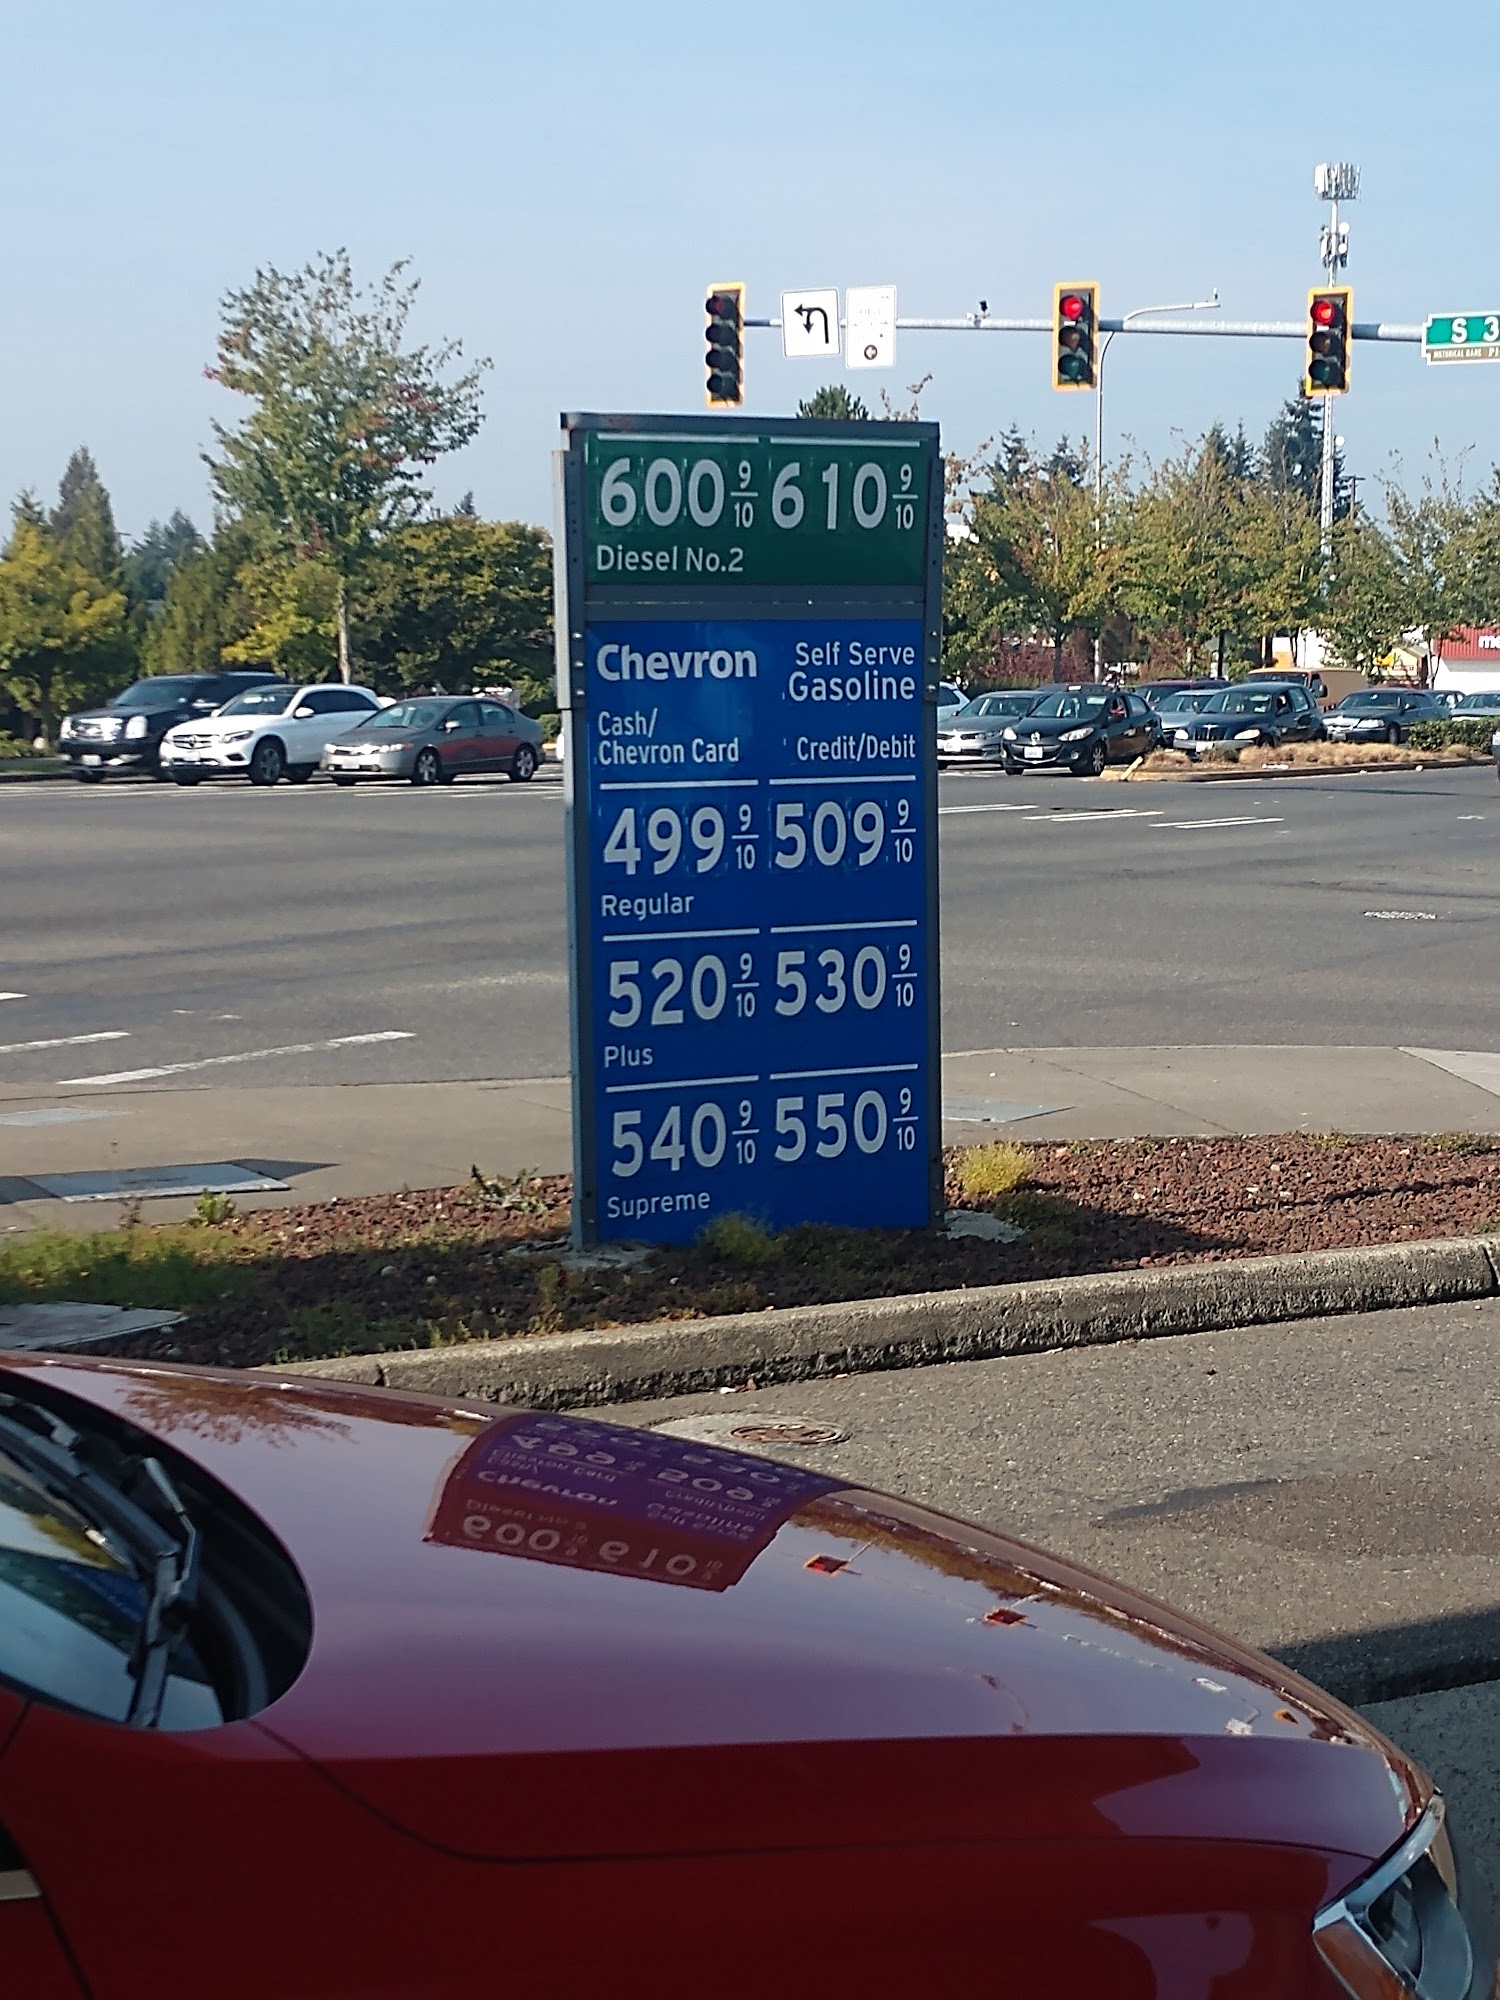 S 3
600 9/10 610 9/10
Diesel No.2
Chevron Self Serve
Gasoline
Cash/
Chevron Card Credit/Debit
499 9/10 509 9/10
Regular
520 9/10 530 9/10
Plus
540 9/10 550 9/10
Supreme